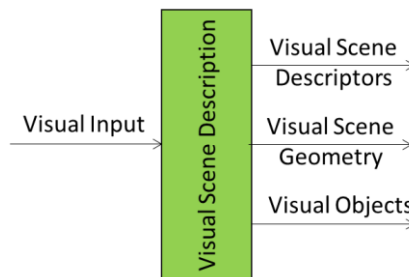 Visual Input
Visual Scene Description
Visual Scene
Descriptors
Visual Scene
Geometry
Visual Objects